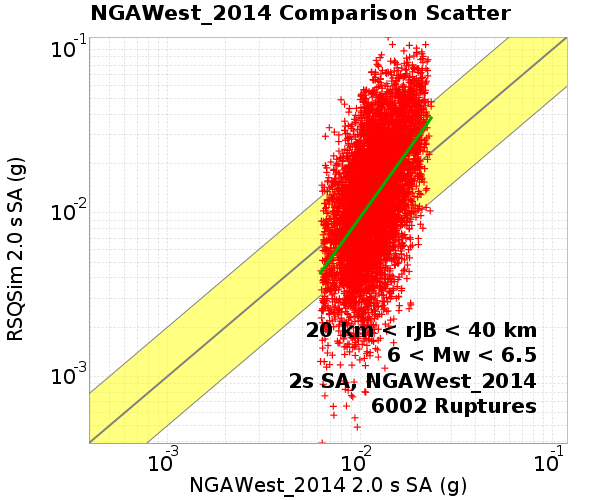 NGAWest_2014 Comparison Scatter
10-1
10-2
10-3
RSQSim 2.0 s SA (g)
20 km < rJB < 40 km
6 < Mw < 6.5
2s SA, NGAWest_2014
6002 Ruptures
10-3 10-2 10-1
NGAWest_2014 2.0 s SA (g)